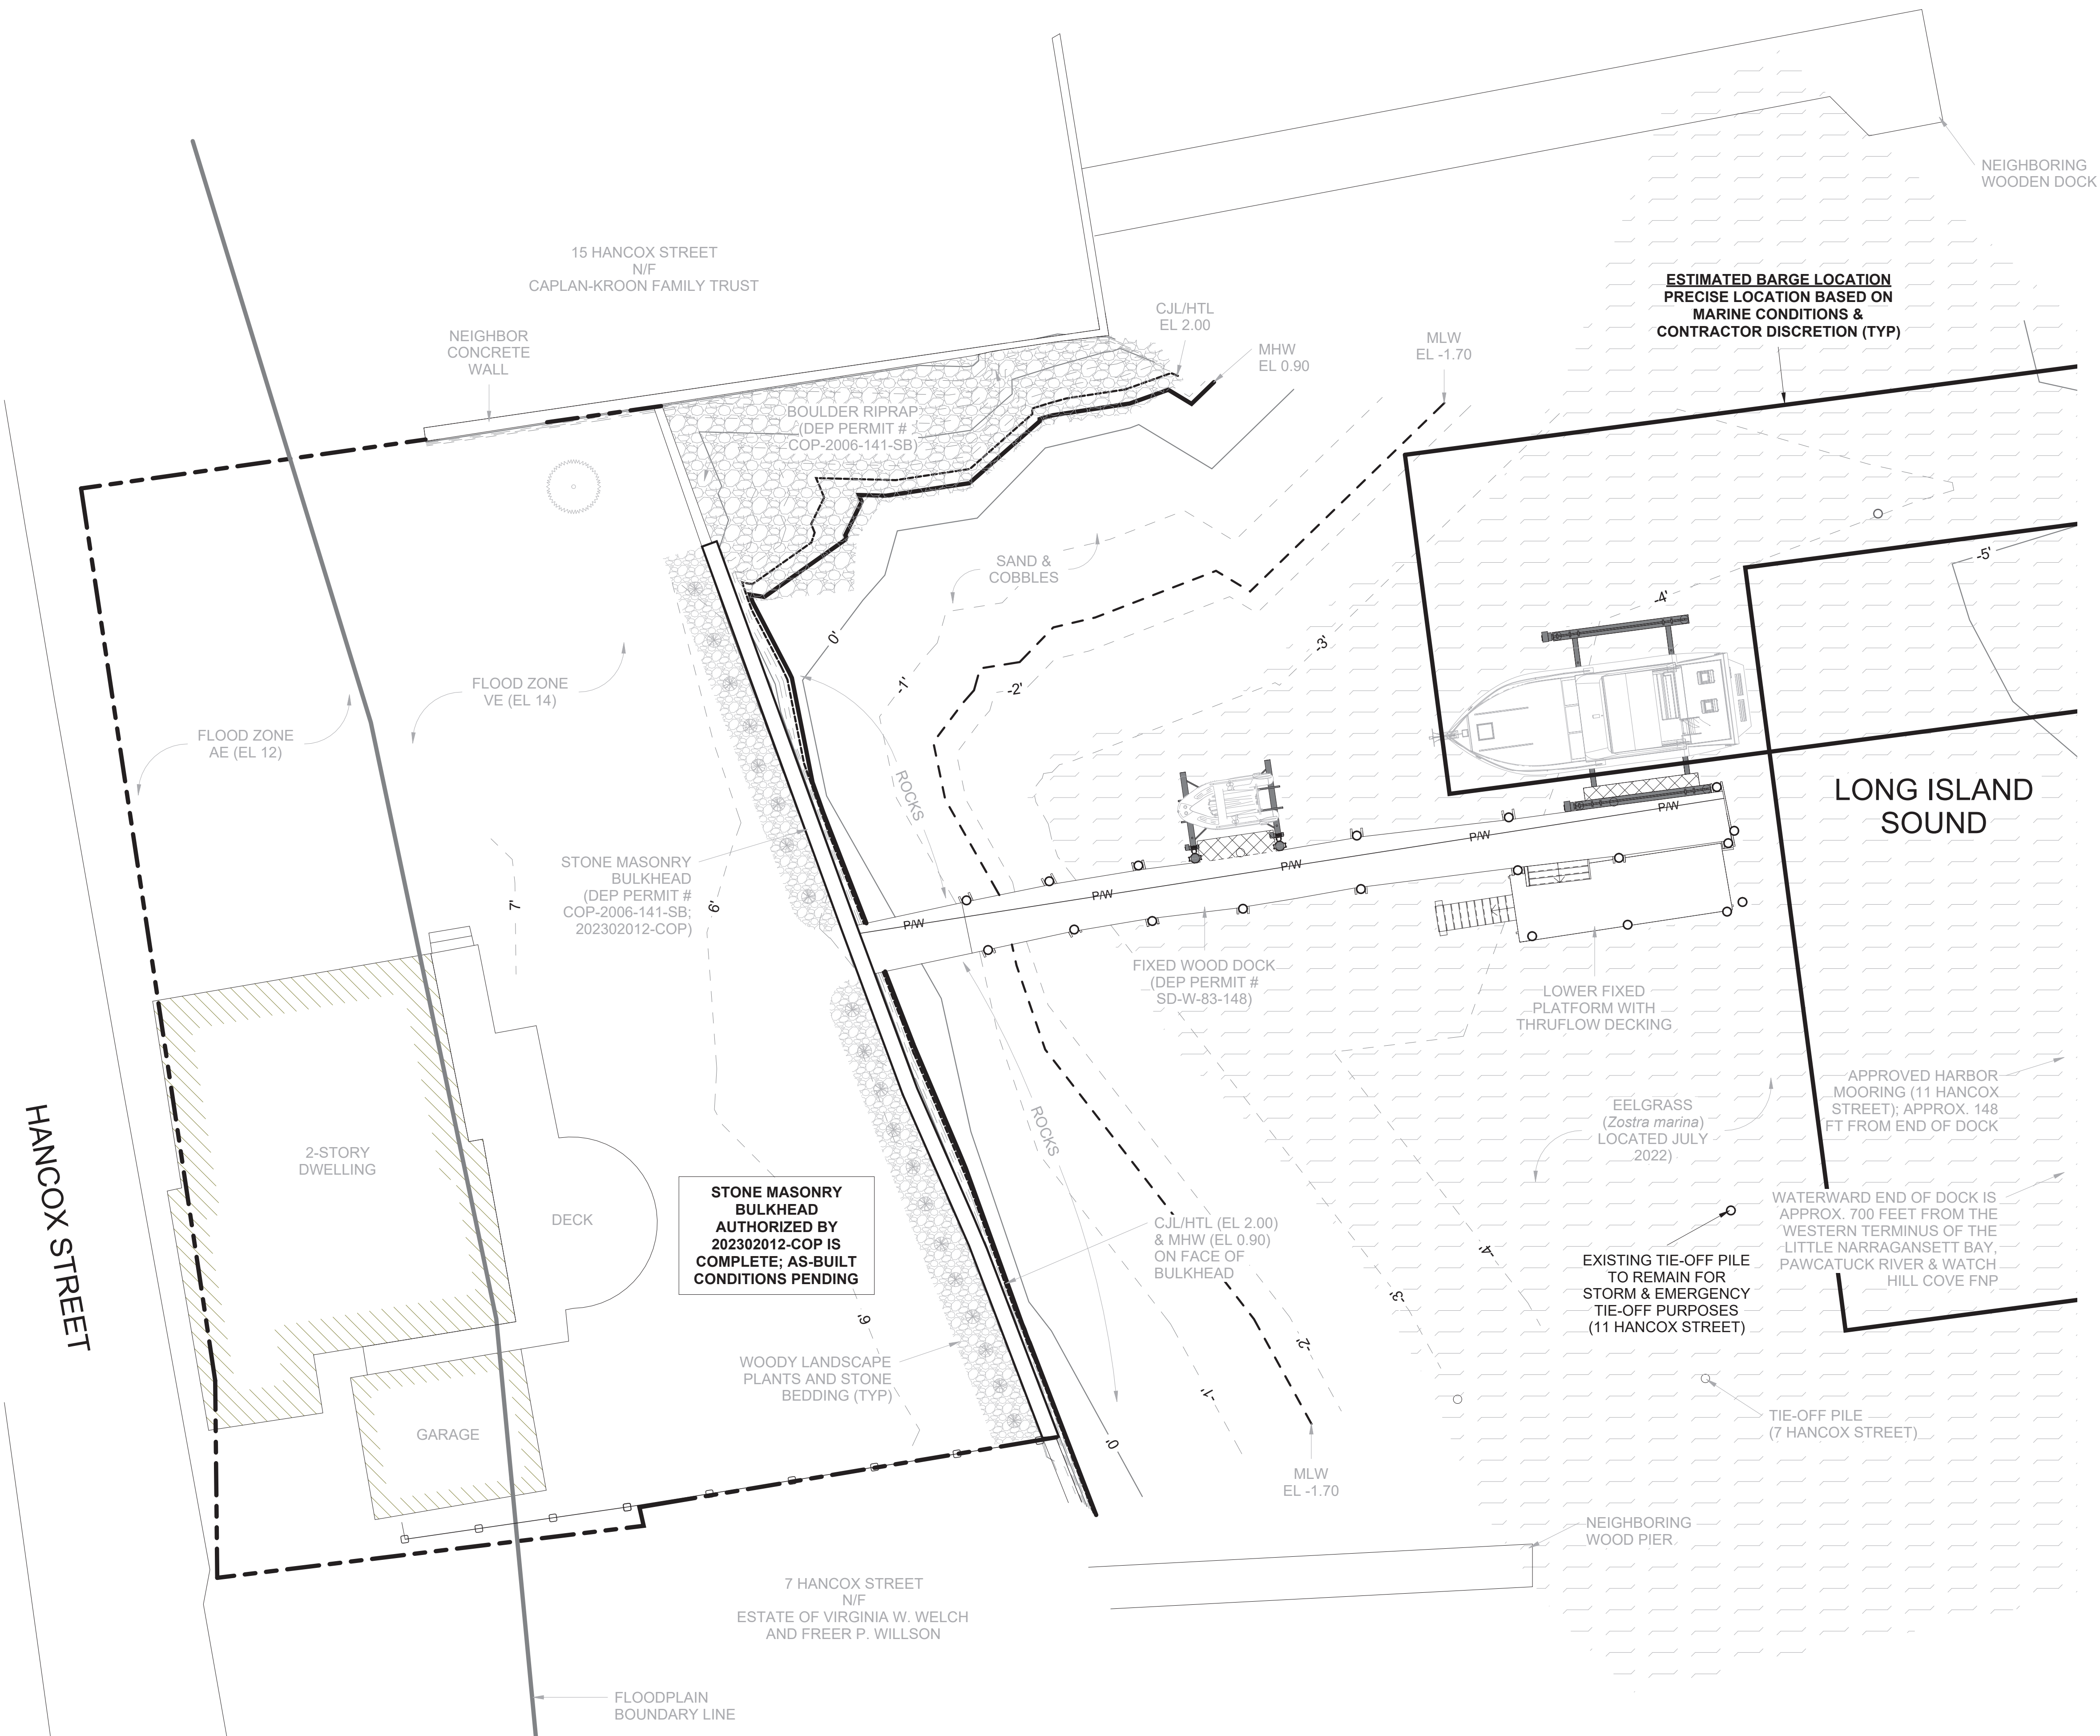 NEIGHBORING
WOODEN DOCK
15 HANCOX STREET
N/F
CAPLAN-KROON FAMILY TRUST
ESTIMATED BARGE LOCATION
PRECISE LOCATION BASED ON
MARINE CONDITIONS &
CONTRACTOR DISCRETION (TYP)
CJL/HTL
EL 2.00
NEIGHBOR
CONCRETE
WALL
MHW
EL 0.90
MLW
EL -1.70
BOULDER RIPRAP
(DEP PERMIT #
COP-2006-141-SB)
SAND &
COBBLES
-5'
-4'
0'
-3'
-1'
-2'
FLOOD ZONE
VE (EL 14)
FLOOD ZONE
AE (EL 12)
ROCKS
LONG ISLAND
SOUND
P/W
P/W
P/W
P/W
P/W
STONE MASONRY
BULKHEAD
(DEP PERMIT #
COP-2006-141-SB;
202302012-COP)
7'
6'
FIXED WOOD DOCK
(DEP PERMIT #
SD-W-83-148)
LOWER FIXED
PLATFORM WITH
THRUFLOW DECKING
APPROVED HARBOR
MOORING (11 HANCOX
STREET); APPROX. 148
FT FROM END OF DOCK
EELGRASS
(Zostra marina)
LOCATED JULY
2022)
ROCKS
HANCOX STREET
2-STORY
DWELLING
DECK
STONE MASONRY
BULKHEAD
AUTHORIZED BY
202302012-COP IS
COMPLETE; AS-BUILT
CONDITIONS PENDING
CJL/HTL (EL 2.00)
& MHW (EL 0.90)
ON FACE OF
BULKHEAD
WATERWARD END OF DOCK IS
APPROX. 700 FEET FROM THE
WESTERN TERMINUS OF THE
LITTLE NARRAGANSETT BAY,
PAWCATUCK RIVER & WATCH
HILL COVE FNP
EXISTING TIE-OFF PILE
TO REMAIN FOR
STORM & EMERGENCY
TIE-OFF PURPOSES
(11 HANCOX STREET)
-4'
-3'
-2'
-1'
0'
6'
WOODY LANDSCAPE
PLANTS AND STONE
BEDDING (TYP)
GARAGE
TIE-OFF PILE
(7 HANCOX STREET)
MLW
EL -1.70
NEIGHBORING
WOOD PIER
7 HANCOX STREET
N/F
ESTATE OF VIRGINIA W. WELCH
AND FREER P. WILLSON
FLOODPLAIN
BOUNDARY LINE